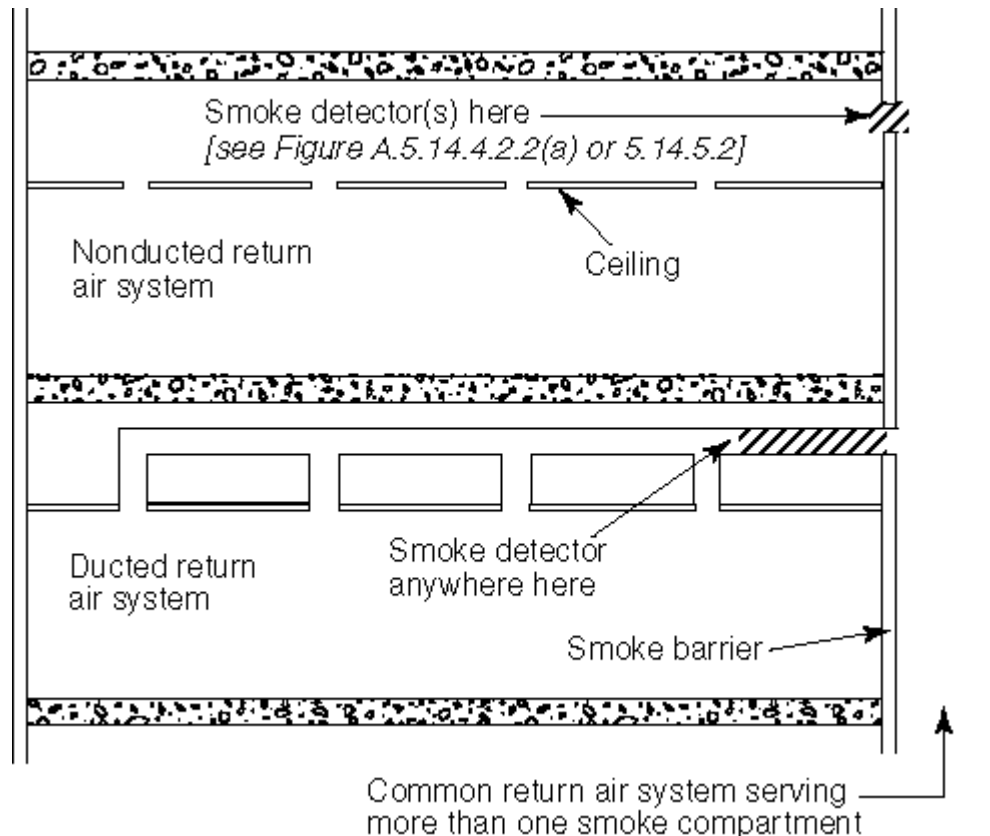 Smoke detector(s) here
[see Figure A.5.14.4.2.2(a) or 5.14.5.2]
Nonducted return
air system
Ceiling
Ducted return
air system
Smoke detector
anywhere here
Smoke barrier
Common return air system serving
more than one smoke compartment